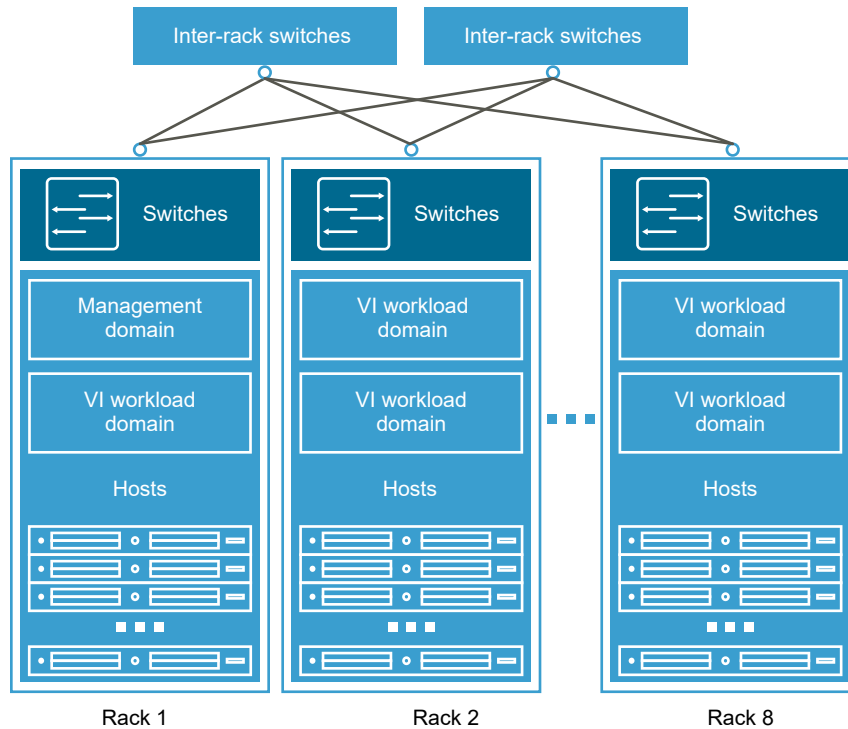 Inter-rack switches
Inter-rack switches
Switches
Management
domain
VI workload
domain
Hosts
Rack 1
Switches
VI workload
domain
VI workload
domain
Hosts
Rack 2
Switches
VI workload
domain
VI workload
domain
Hosts
Rack 8